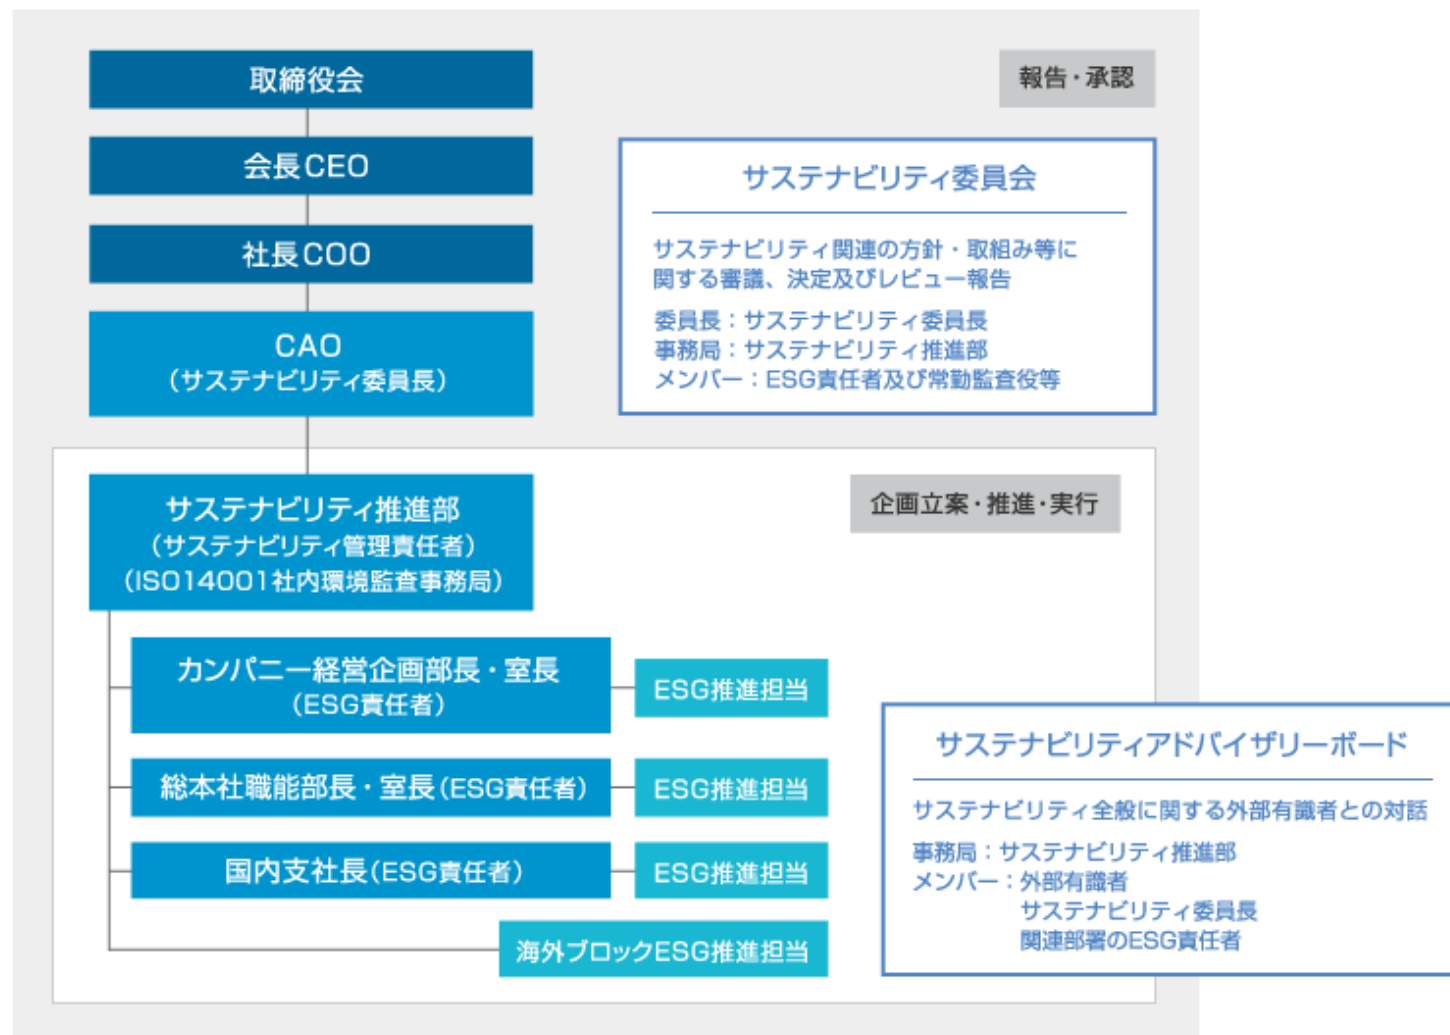 取締役会
会長CEO
社長COO
CAO
(サステナビリティ委員長)
報告・承認
サステナビリティ委員会
サステナビリティ関連の方針・取組み等に
関する審議、決定及びレビュー報告
委員長：サステナビリティ委員長
事務局：サステナビリティ推進部
メンバー：ESG責任者及び常勤監査役等
サステナビリティ推進部
(サステナビリティ管理責任者)
(ISO14001社内環境監査事務局)
企画立案・推進・実行
カンパニー経営企画部長・室長
(ESG責任者)
ESG推進担当
総本社職能部長・室長(ESG責任者)
ESG推進担当
国内支社長(ESG責任者)
ESG推進担当
海外ブロックESG推進担当
サステナビリティアドバイザリーボード
サステナビリティ全般に関する外部有識者との対話
事務局：サステナビリティ推進部
メンバー：外部有識者
サステナビリティ委員長
関連部署のESG責任者